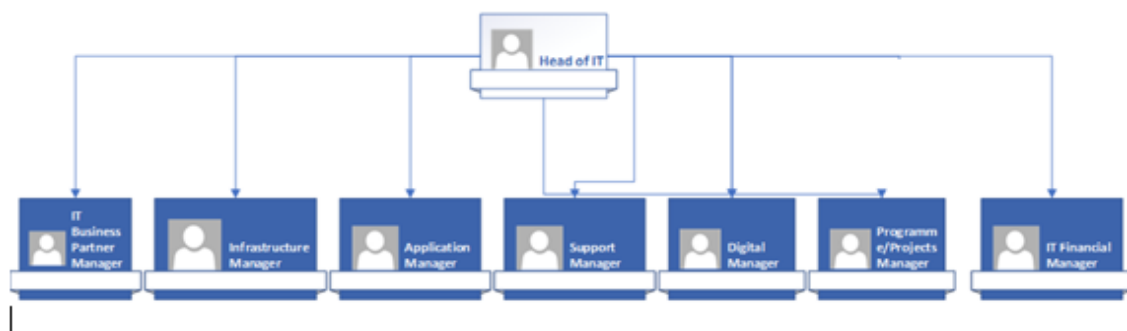 Head of IT
IT
Business
Partner
Manager
Infrastructure
Manager
Application
Manager
Support
Manager
Digital
Manager
Programm
e/Projects
Manager
IT Financial
Manager